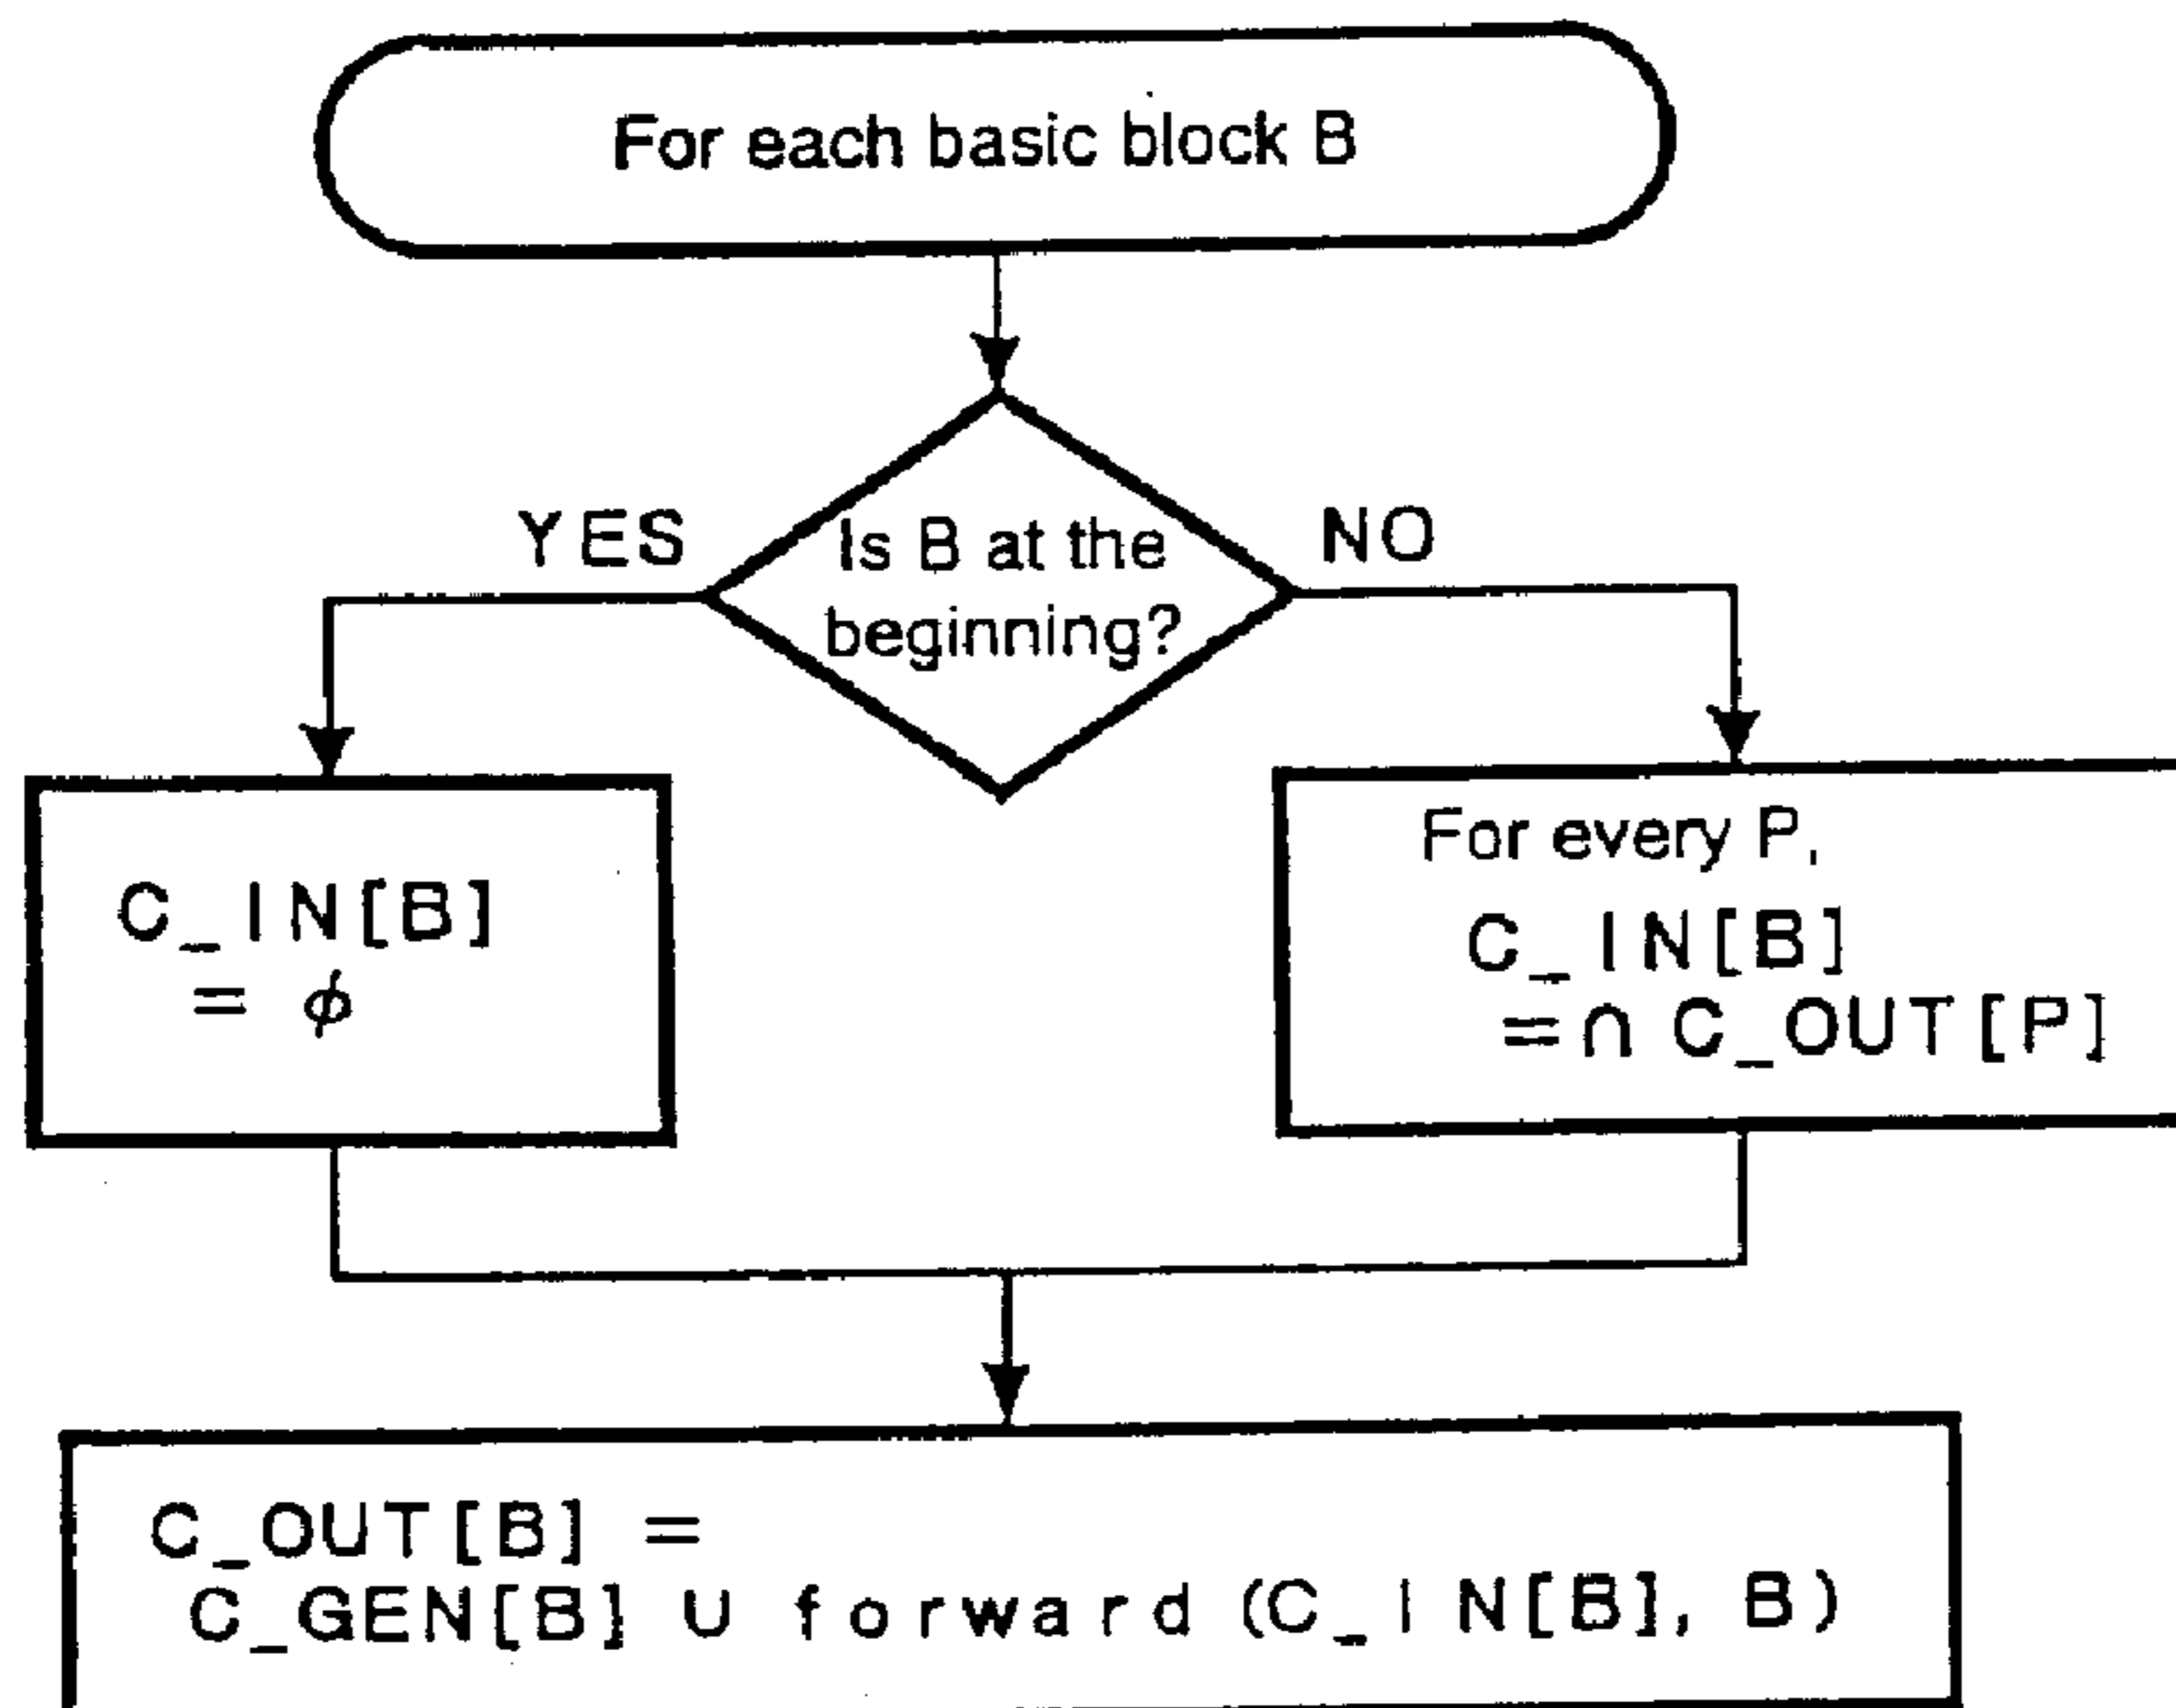 For each basic block B
YES
Is B at the
beginning?
NO
C_IN[B]
= ϕ
For every P,
C_IN[B]
=∩ C_OUT[P]
C_OUT[B] =
C_GEN[B] ∪ forward (C_IN[B], B)